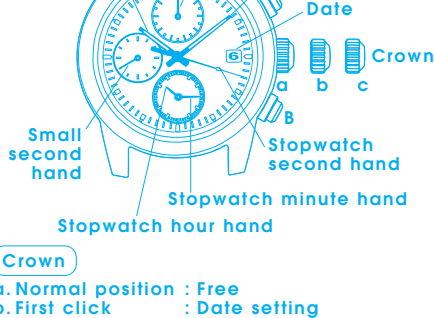 Date
6
Crown
a b c
B
Small
second
hand
Stopwatch
second hand
Stopwatch minute hand
Stopwatch hour hand
Crown
a. Normal position : Free
b. First click : Date setting